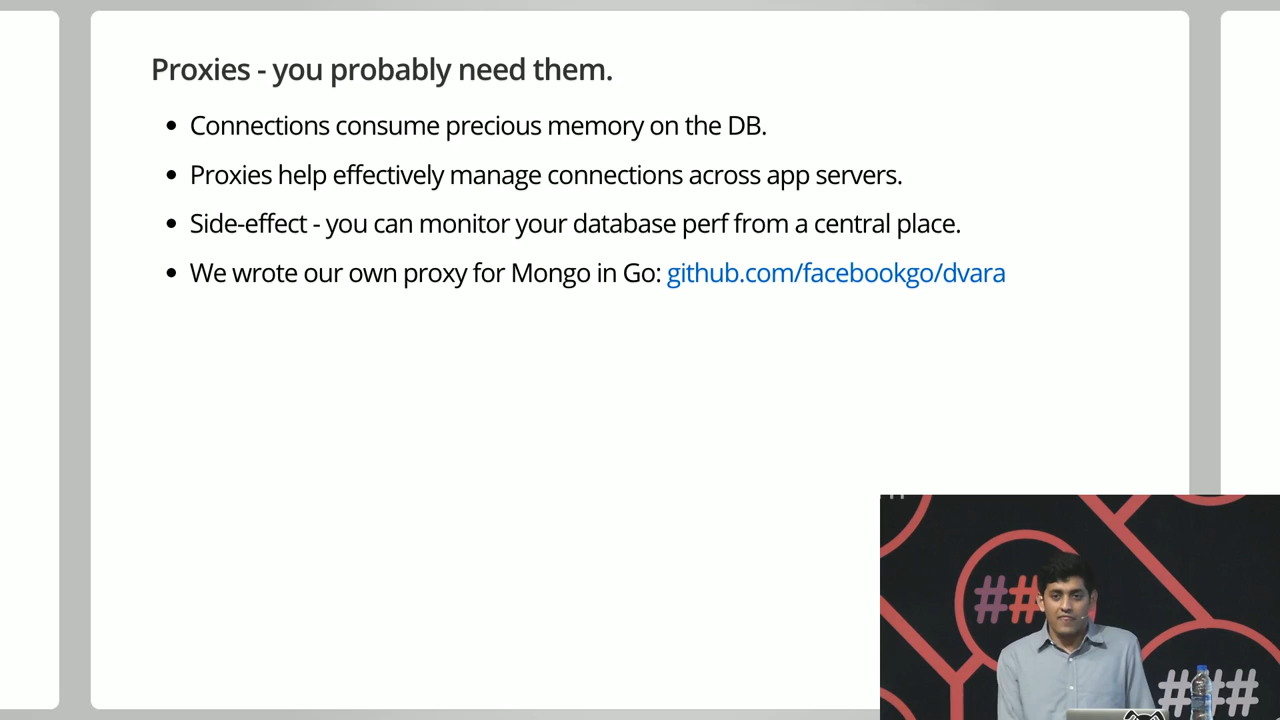 Proxies - you probably need them.
Connections consume precious memory on the DB.
Proxies help effectively manage connections across app servers.
Side-effect - you can monitor your database perf from a central place.
We wrote our own proxy for Mongo in Go: github.com/facebookgo/dvara
##
###